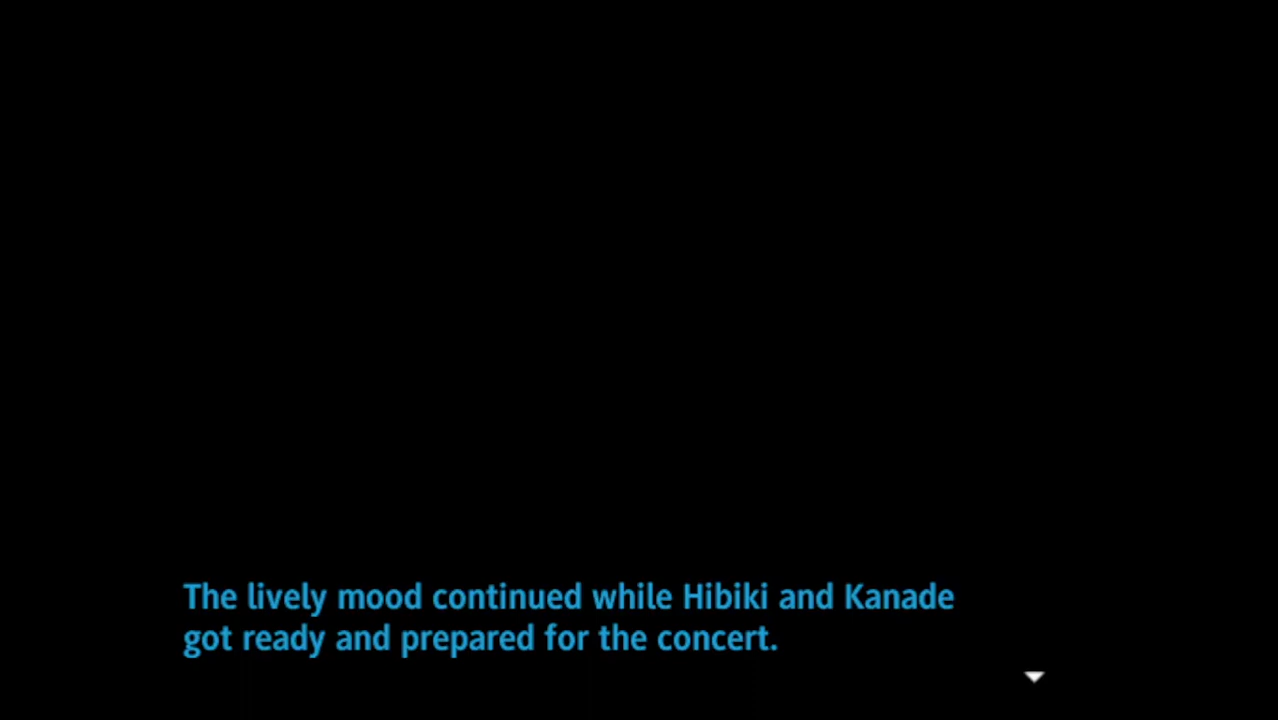 The lively mood continued while Hibiki and Kanade
got ready and prepared for the concert.